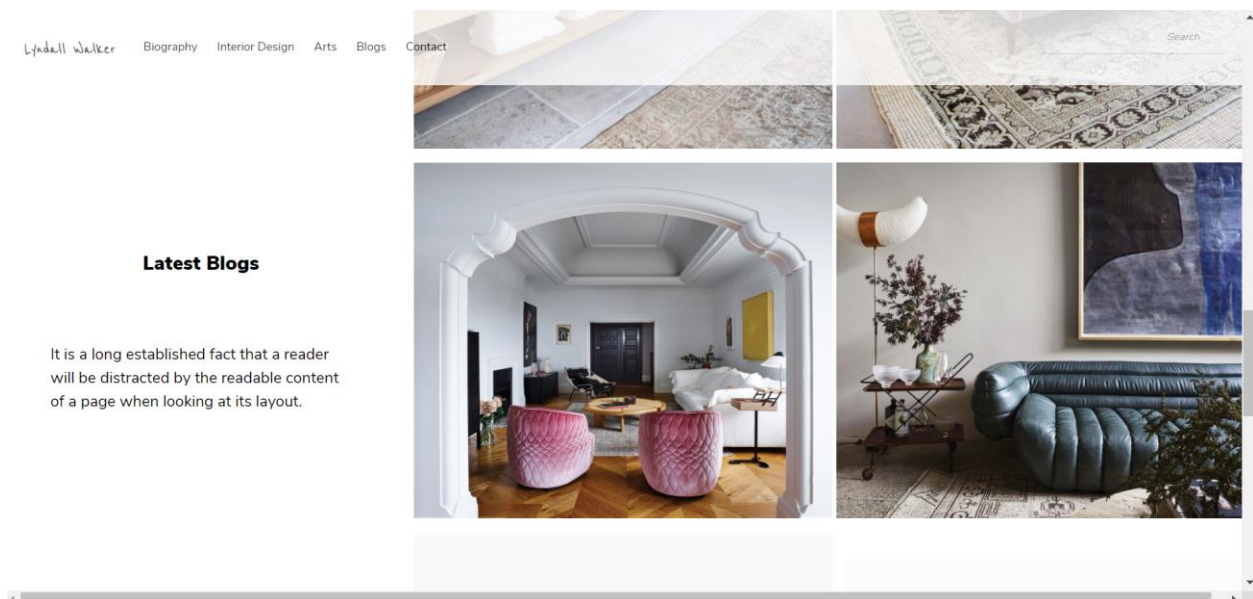 Lyndall Walker
Biography Interior Design Arts Blogs Contact
Search
Latest Blogs
It is a long established fact that a reader
will be distracted by the readable content
of a page when looking at its layout.